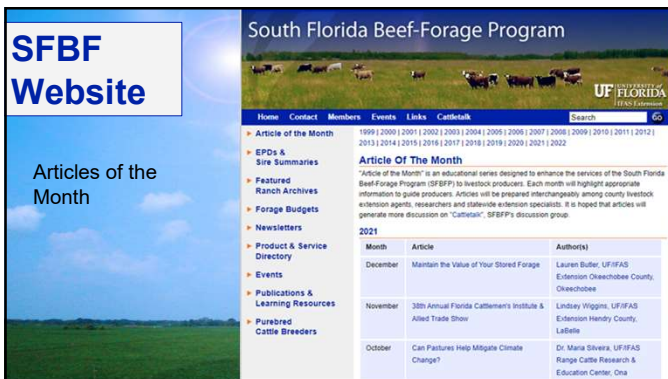 SFBF
Website
Articles of the
Month
South Florida Beef-Forage Program
UF UNIVERSITY of
FLORIDA
IFAS Extension
Home Contact Members Events Links Cattletalk Search GO
Article of the Month
EPDs &
Sire Summaries
Featured
Ranch Archives
Forage Budgets
Newsletters
Product & Service
Directory
Events
Publications &
Learning Resources
Purebred
Cattle Breeders
1999 | 2000 | 2001 | 2002 | 2003 | 2004 | 2005 | 2006 | 2007 | 2008 | 2009 | 2010 | 2011 | 2012 |
2013 | 2014 | 2015 | 2016 | 2017 | 2018 | 2019 | 2020 | 2021 | 2022
Article Of The Month
"Article of the Month" is an educational series designed to enhance the services of the South Florida
Beef-Forage Program (SFBFP) to livestock producers. Each month will highlight appropriate
information to guide producers. Articles will be prepared interchangeably among county livestock
extension agents, researchers and statewide extension specialists. It is hoped that articles will
generate more discussion on "Cattletalk", SFBFP's discussion group.
2021
Month Article Author(s)
December Maintain the Value of Your Stored Forage Lauren Butler, UF/IFAS
Extension Okeechobee County,
Okeechobee
November 38th Annual Florida Cattlemen's Institute & Lindsey Wiggins, UF/IFAS
Allied Trade Show Extension Hendry County,
LaBelle
October Can Pastures Help Mitigate Climate Dr. Maria Silveira, UF/IFAS
Change? Range Cattle Research &
Education Center, Ona